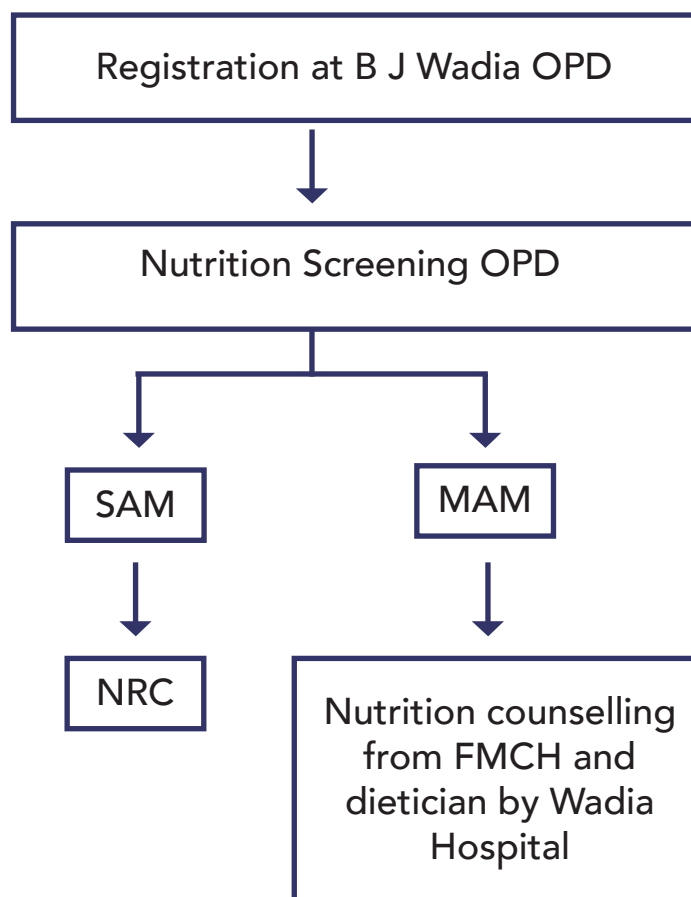 Registration at B J Wadia OPD
Nutrition Screening OPD
SAM
MAM
NRC
Nutrition counselling
from FMCH and
dietician by Wadia
Hospital